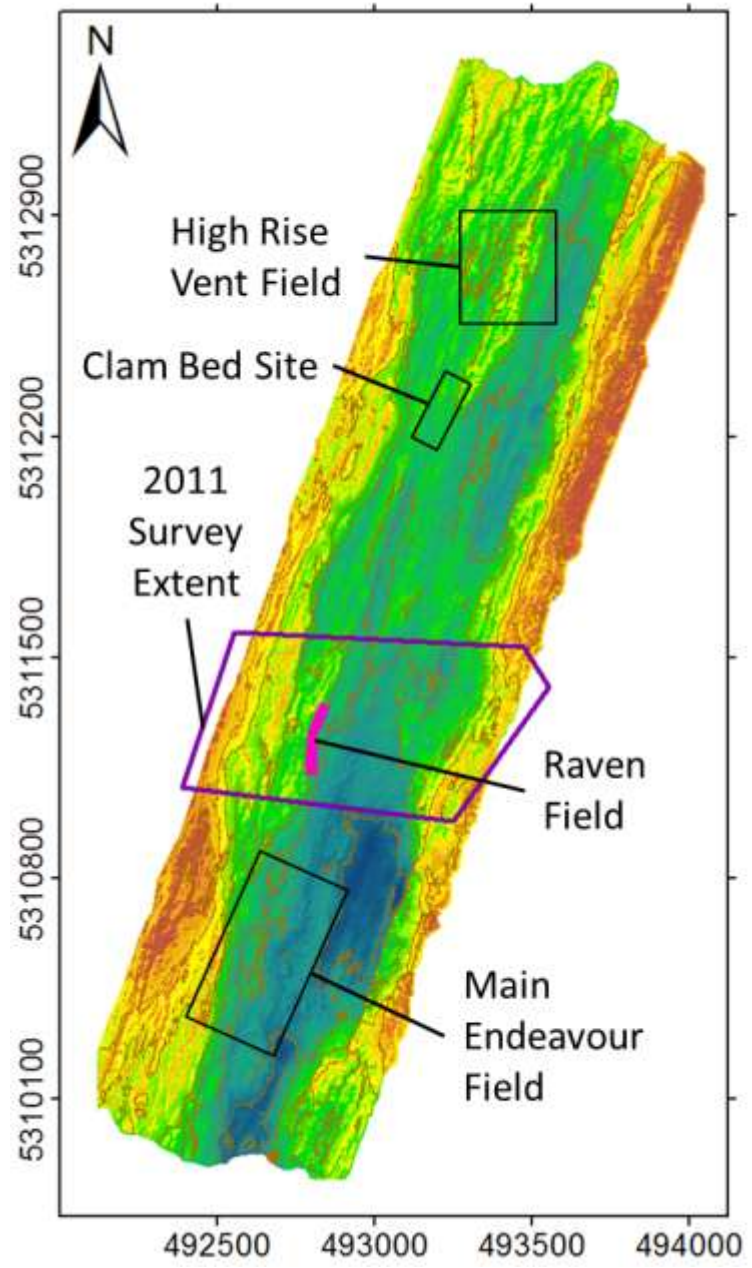 N
High Rise
Vent Field
Clam Bed Site
2011
Survey
Extent
Raven
Field
Main
Endeavour
Field
5312900
5312200
5311500
5310800
5310100
492500 493000 493500 494000